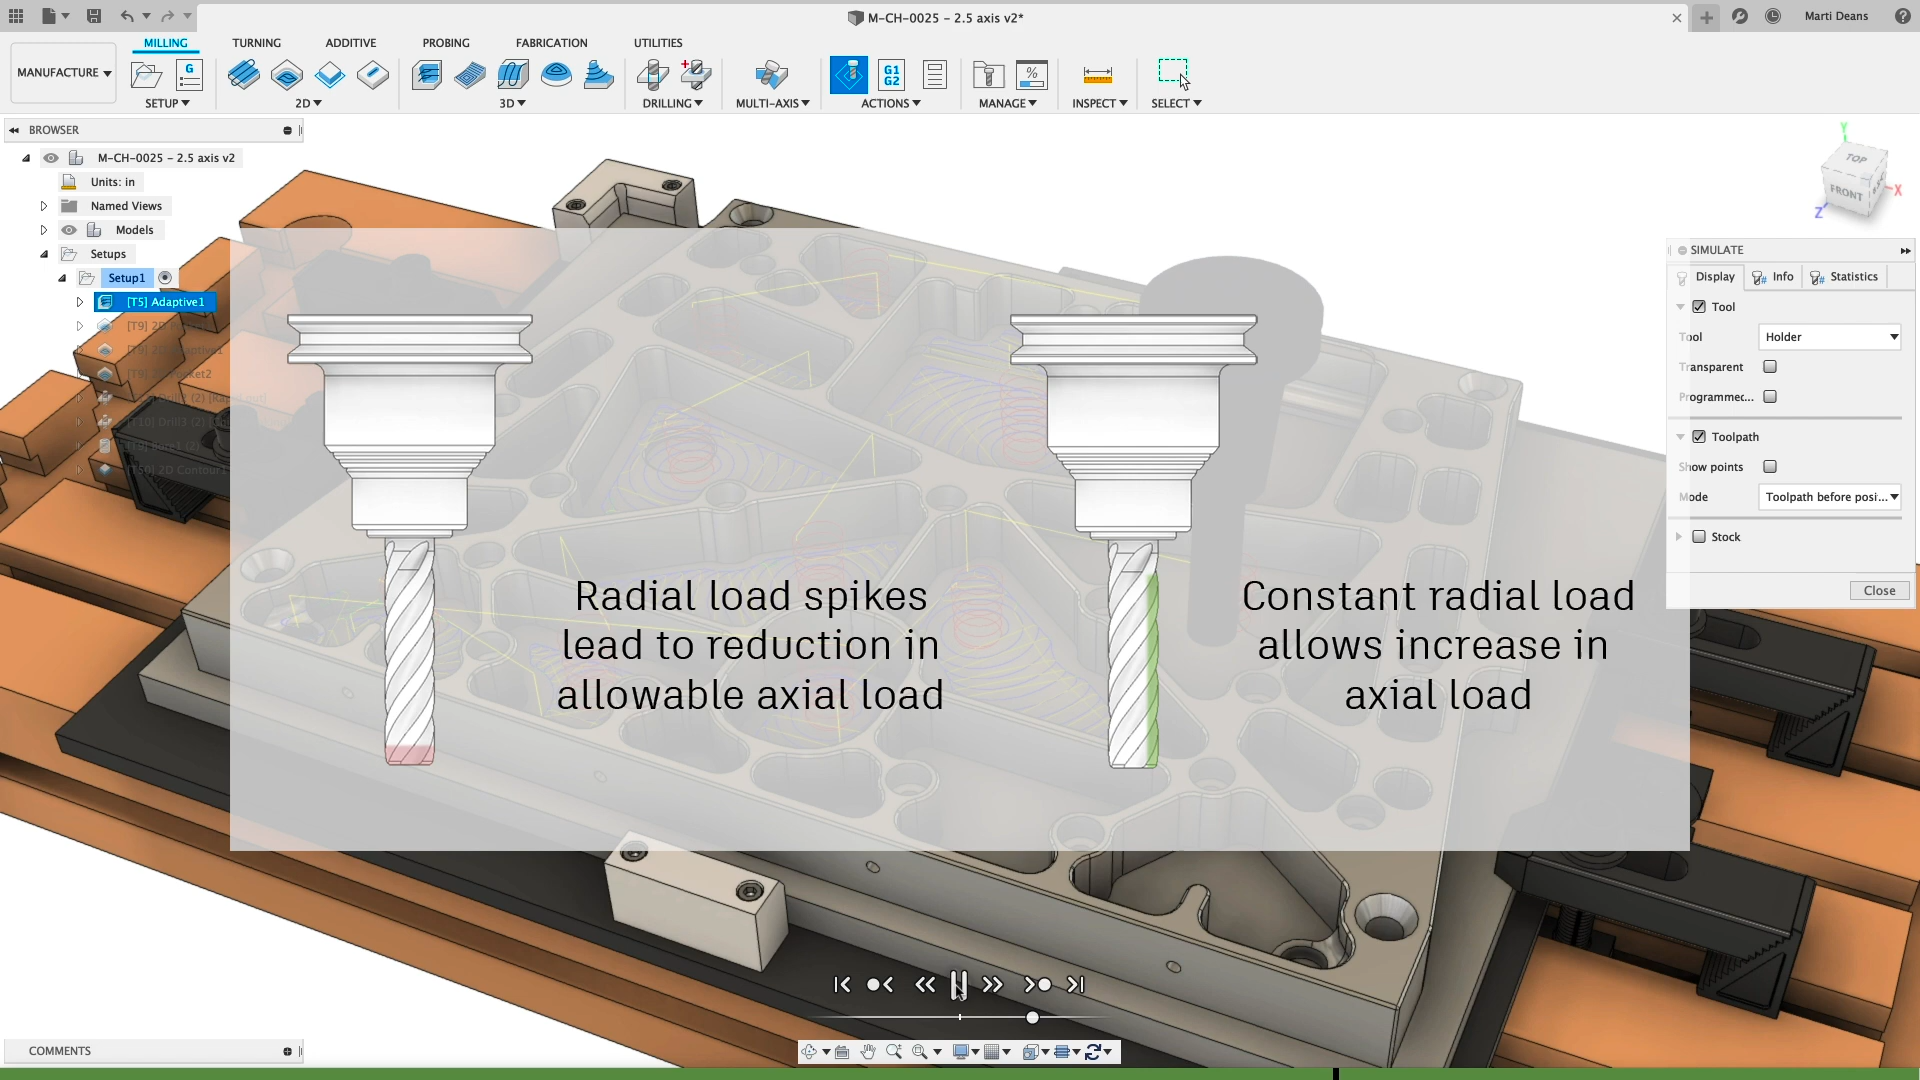 M-CH-0025 - 2.5 axis v2*
Marti Deans
MANUFACTURE
MILLING
TURNING
ADDITIVE
PROBING
FABRICATION
UTILITIES
G
G1
G2
%
SETUP
2D
3D
DRILLING
MULTI-AXIS
ACTIONS
MANAGE
INSPECT
SELECT
BROWSER
M-CH-0025 - 2.5 axis v2
Units: in
Named Views
Models
Setups
Setup1
[T5] Adaptive1
Y
TOP
FRONT
X
Z
SIMULATE
Display
Info
Statistics
Tool
Tool
Holder
Transparent
Programmec...
Toolpath
Show points
Mode
Toolpath before posi...
Stock
Close
Radial load spikes
lead to reduction in
allowable axial load
Constant radial load
allows increase in
axial load
COMMENTS